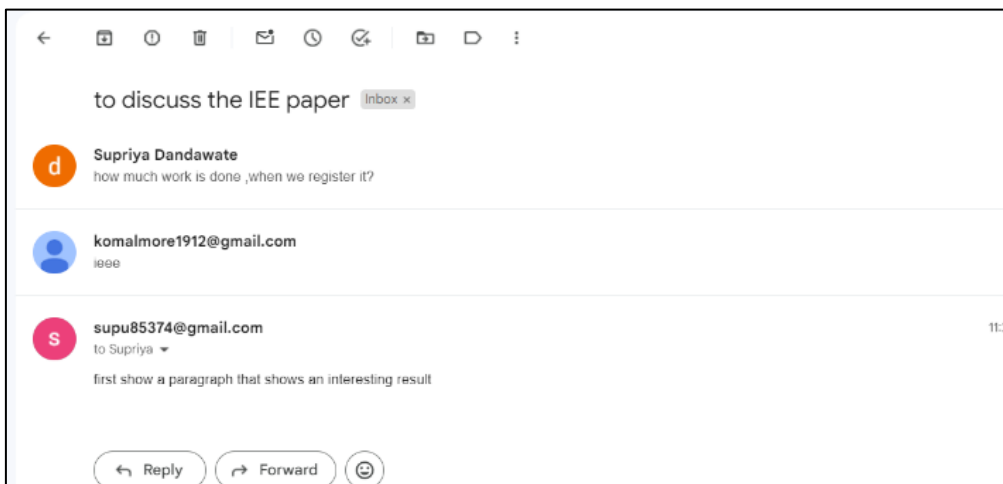 to discuss the IEE paper Inbox ×
d
Supriya Dandawate
how much work is done ,when we register it?
komalmore1912@gmail.com
ieee
s
supu85374@gmail.com 11:
to Supriya
first show a paragraph that shows an interesting result
Reply Forward